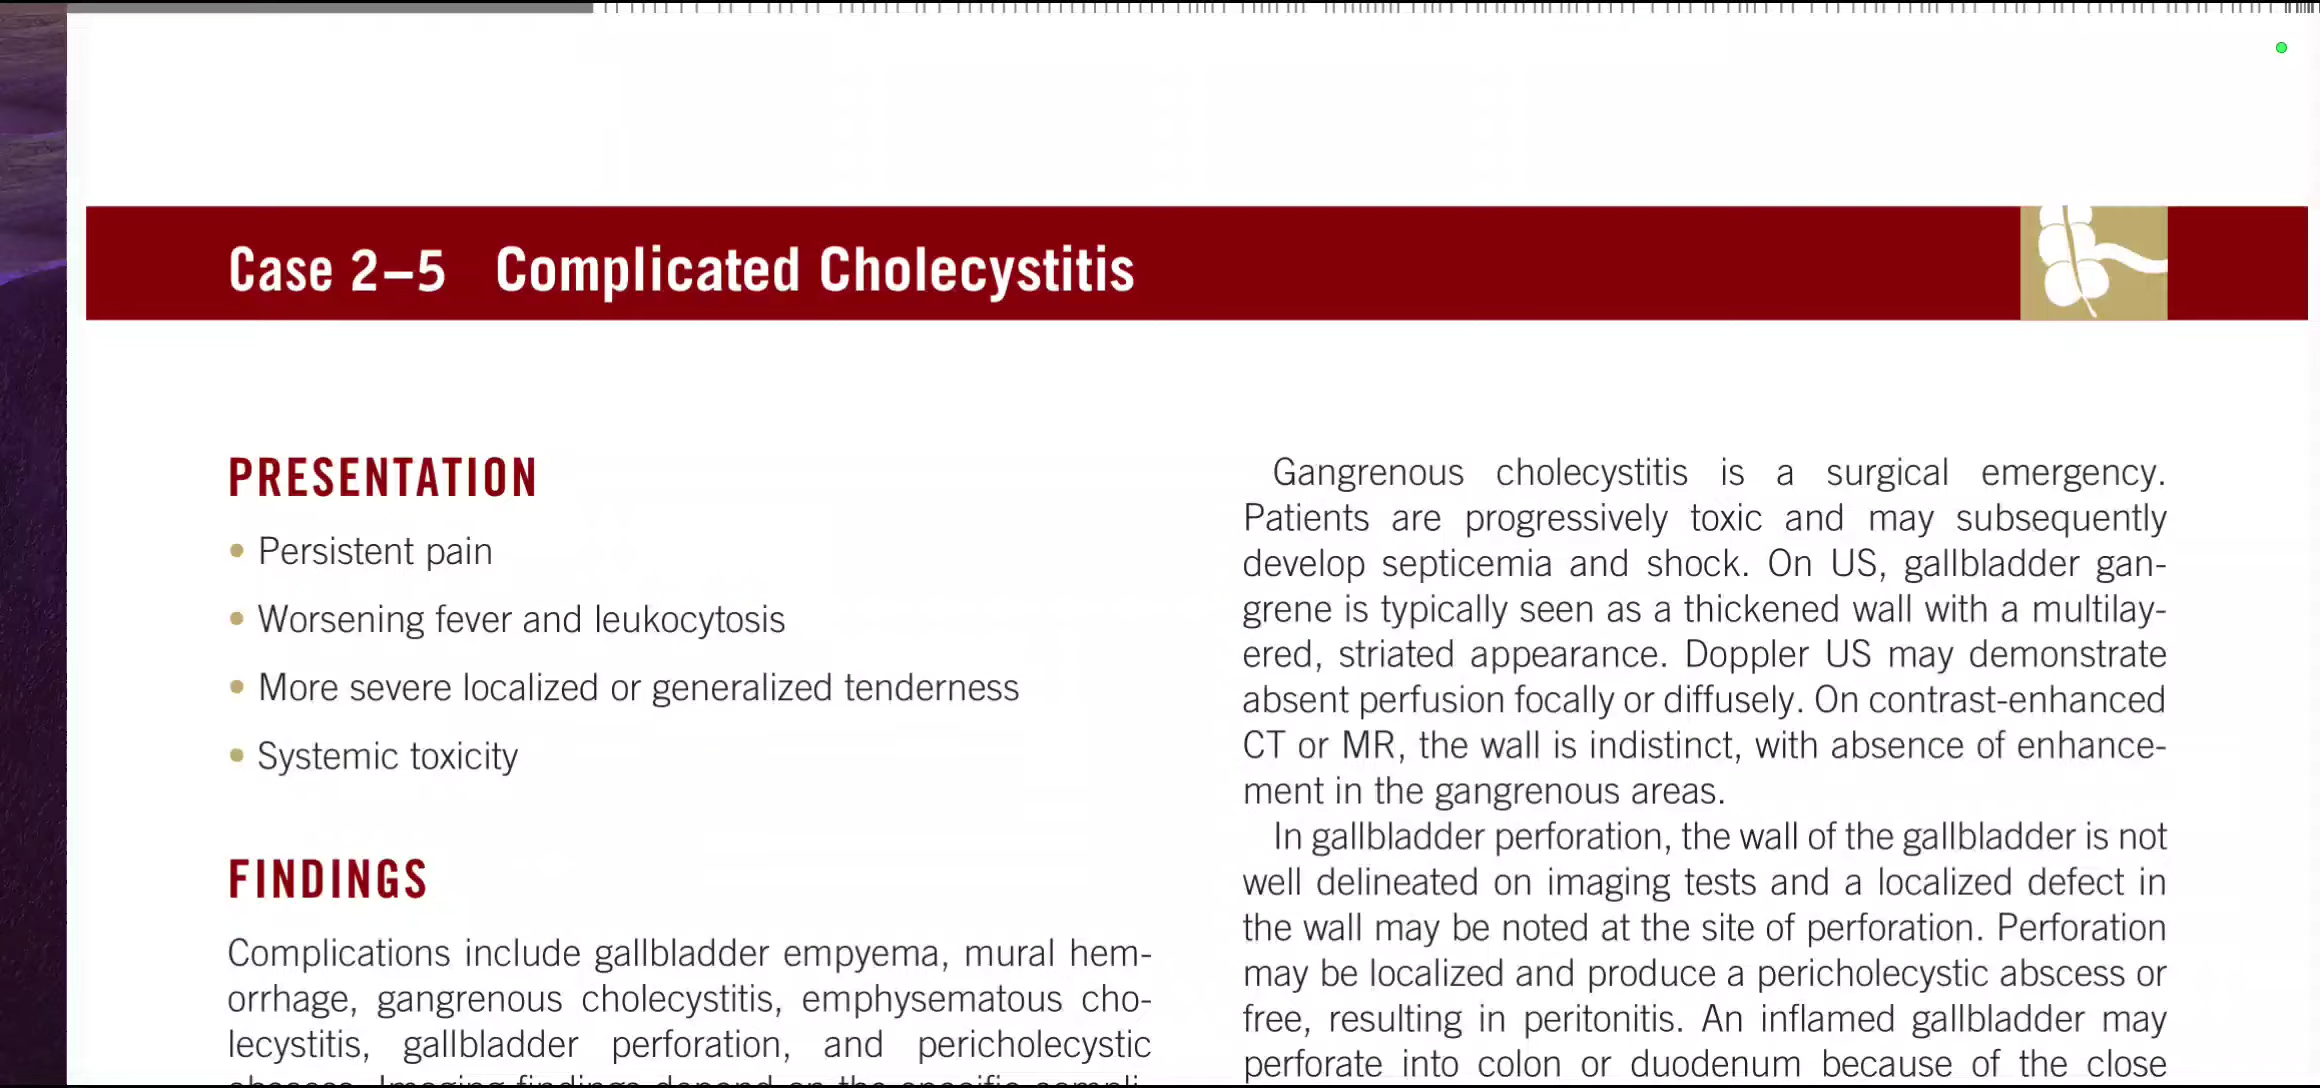 Case 2–5 Complicated Cholecystitis
PRESENTATION
• Persistent pain
• Worsening fever and leukocytosis
• More severe localized or generalized tenderness
• Systemic toxicity
FINDINGS
Complications include gallbladder empyema, mural hem-
orrhage, gangrenous cholecystitis, emphysematous cho-
lecystitis, gallbladder perforation, and pericholecystic
abscess. Imaging findings depend on the specific compli-
Gangrenous cholecystitis is a surgical emergency.
Patients are progressively toxic and may subsequently
develop septicemia and shock. On US, gallbladder gan-
grene is typically seen as a thickened wall with a multilay-
ered, striated appearance. Doppler US may demonstrate
absent perfusion focally or diffusely. On contrast-enhanced
CT or MR, the wall is indistinct, with absence of enhance-
ment in the gangrenous areas.
In gallbladder perforation, the wall of the gallbladder is not
well delineated on imaging tests and a localized defect in
the wall may be noted at the site of perforation. Perforation
may be localized and produce a pericholecystic abscess or
free, resulting in peritonitis. An inflamed gallbladder may
perforate into colon or duodenum because of the close